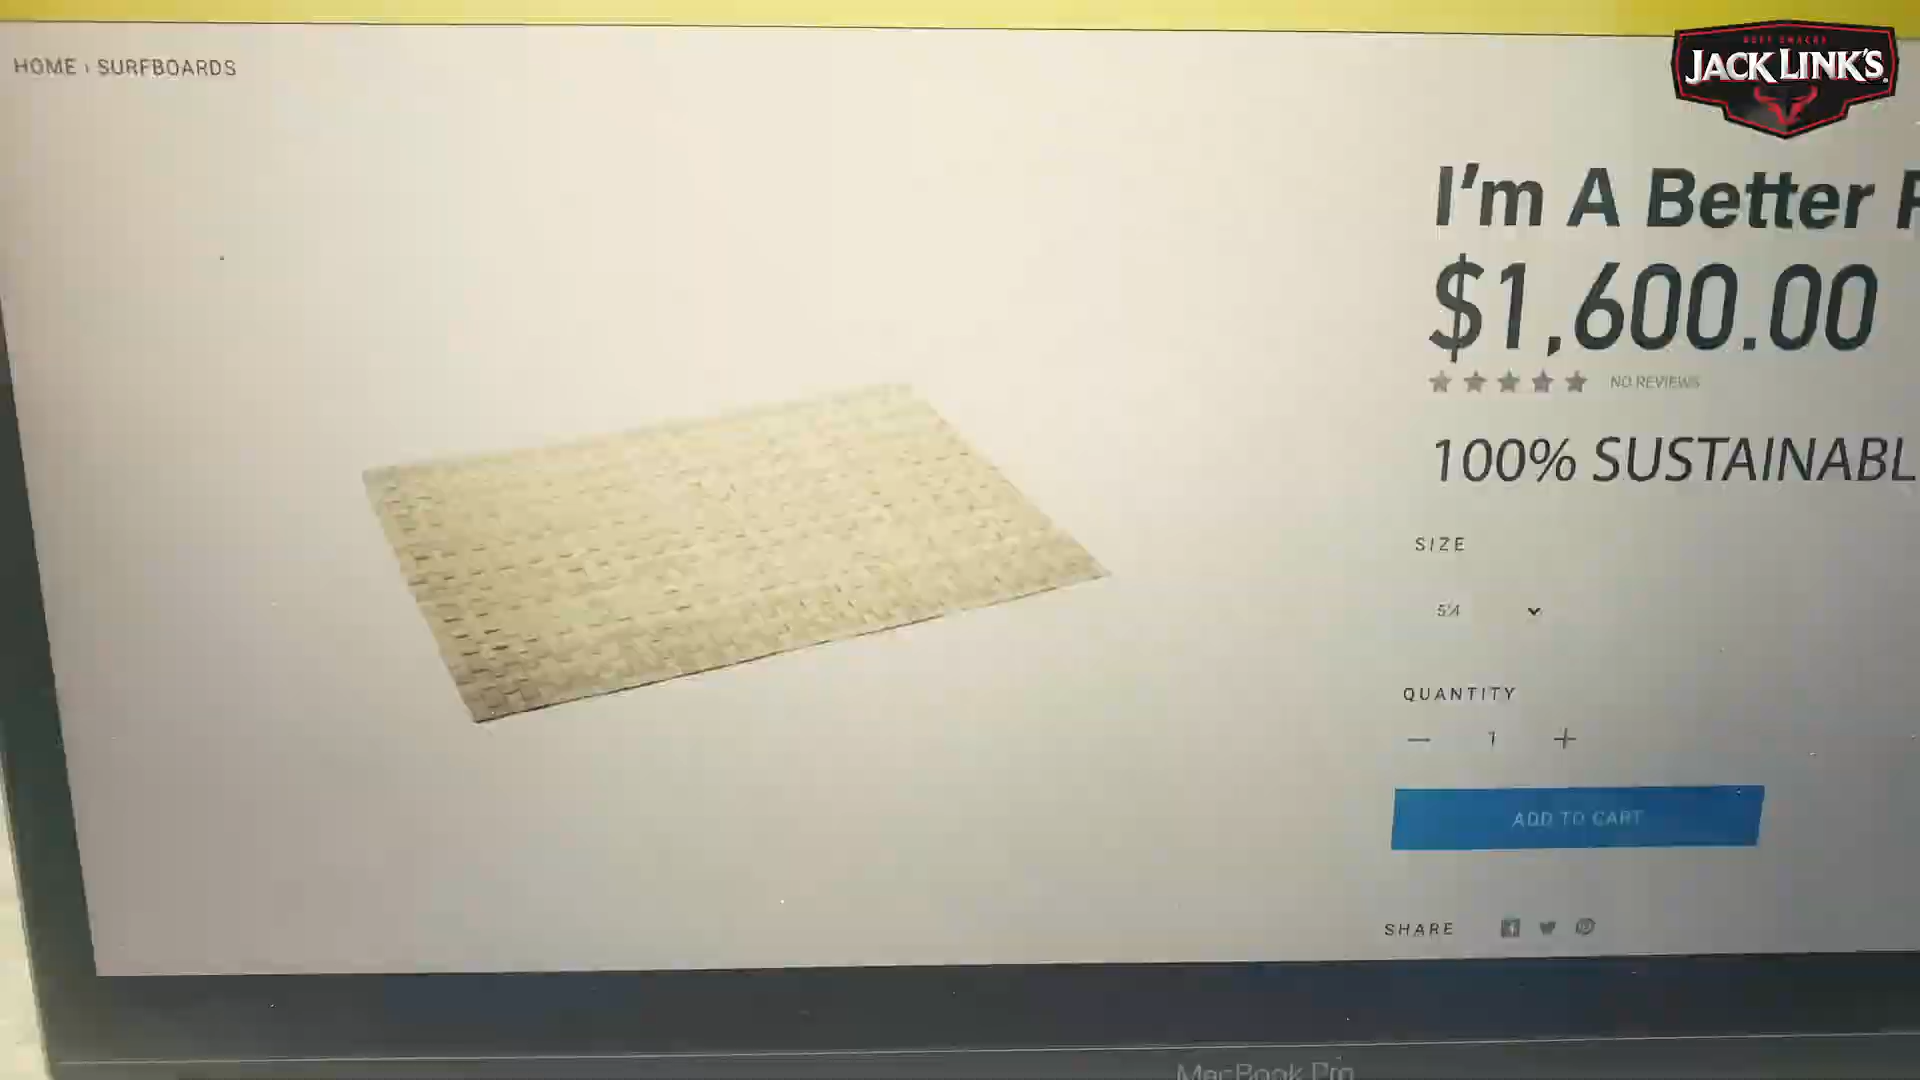 HOME › SURFBOARDS
JACK LINK'S.
I'm A Better
$1,600.00
NO REVIEWS
100% SUSTAINABL
SIZE
5'4
QUANTITY
— 1 +
ADD TO CART
SHARE
MacBook Pro